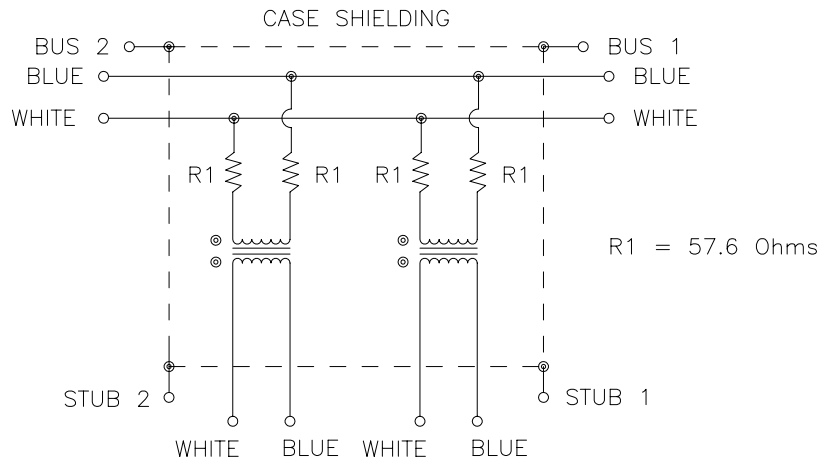 CASE SHIELDING
BUS 2
BUS 1
BLUE
BLUE
WHITE
WHITE
R1
R1
R1
R1
R1 = 57.6 Ohms
STUB 2
STUB 1
WHITE
BLUE
WHITE
BLUE